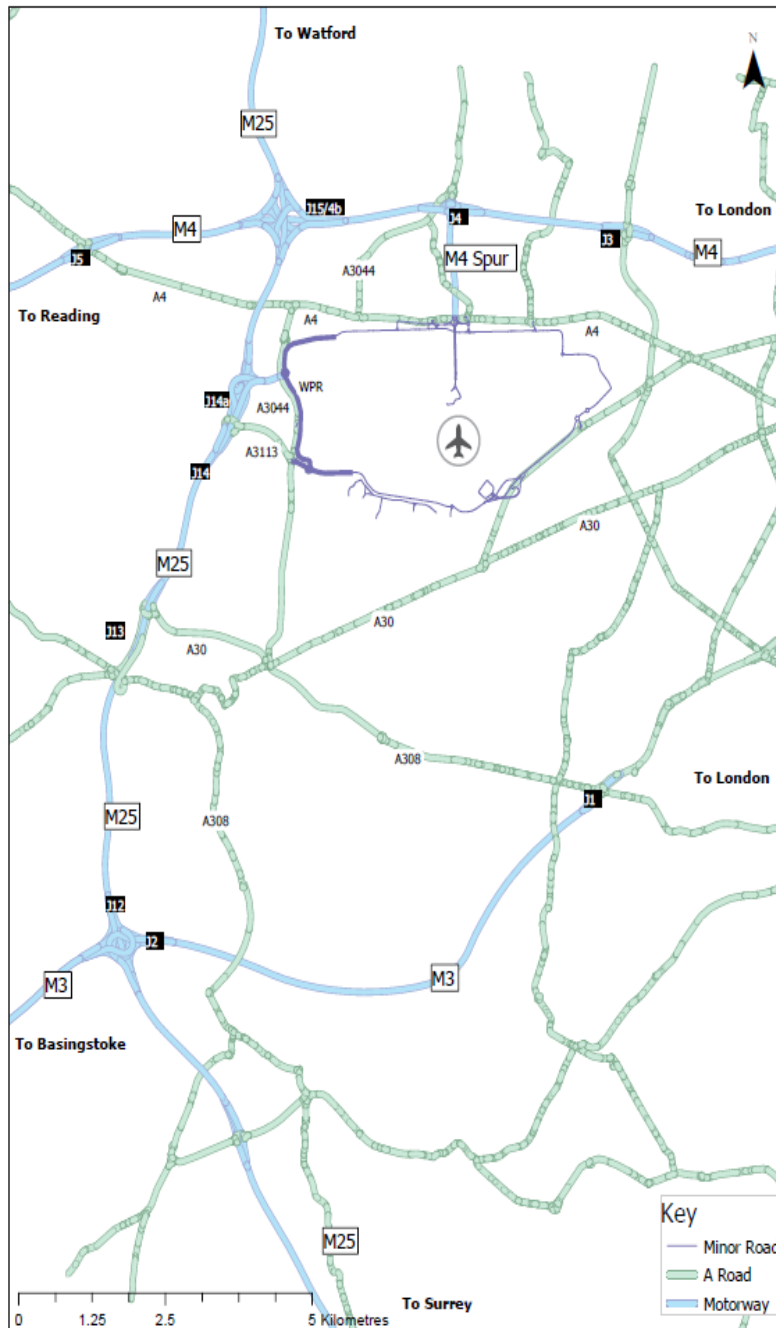 To Watford
N
M25
J15/4b
J4
To London
M4
J3
J5
M4 Spur
M4
A3044
A4
To Reading
A4
A4
WPR
J14a
A3044
A3113
J14
A30
M25
A30
J13
A30
A308
To London
J1
M25
A308
J12
J2
M3
M3
To Basingstoke
Key
Minor Road
M25
A Road
To Surrey
Motorway
0 1.25 2.5 5 Kilometres